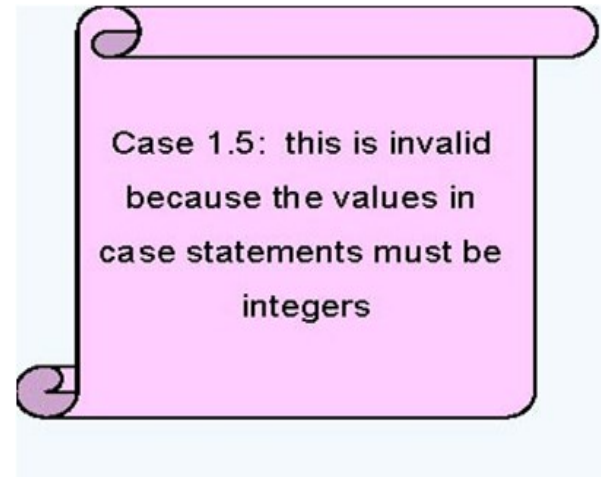 Case 1.5: this is invalid
because the values in
case statements must be
integers